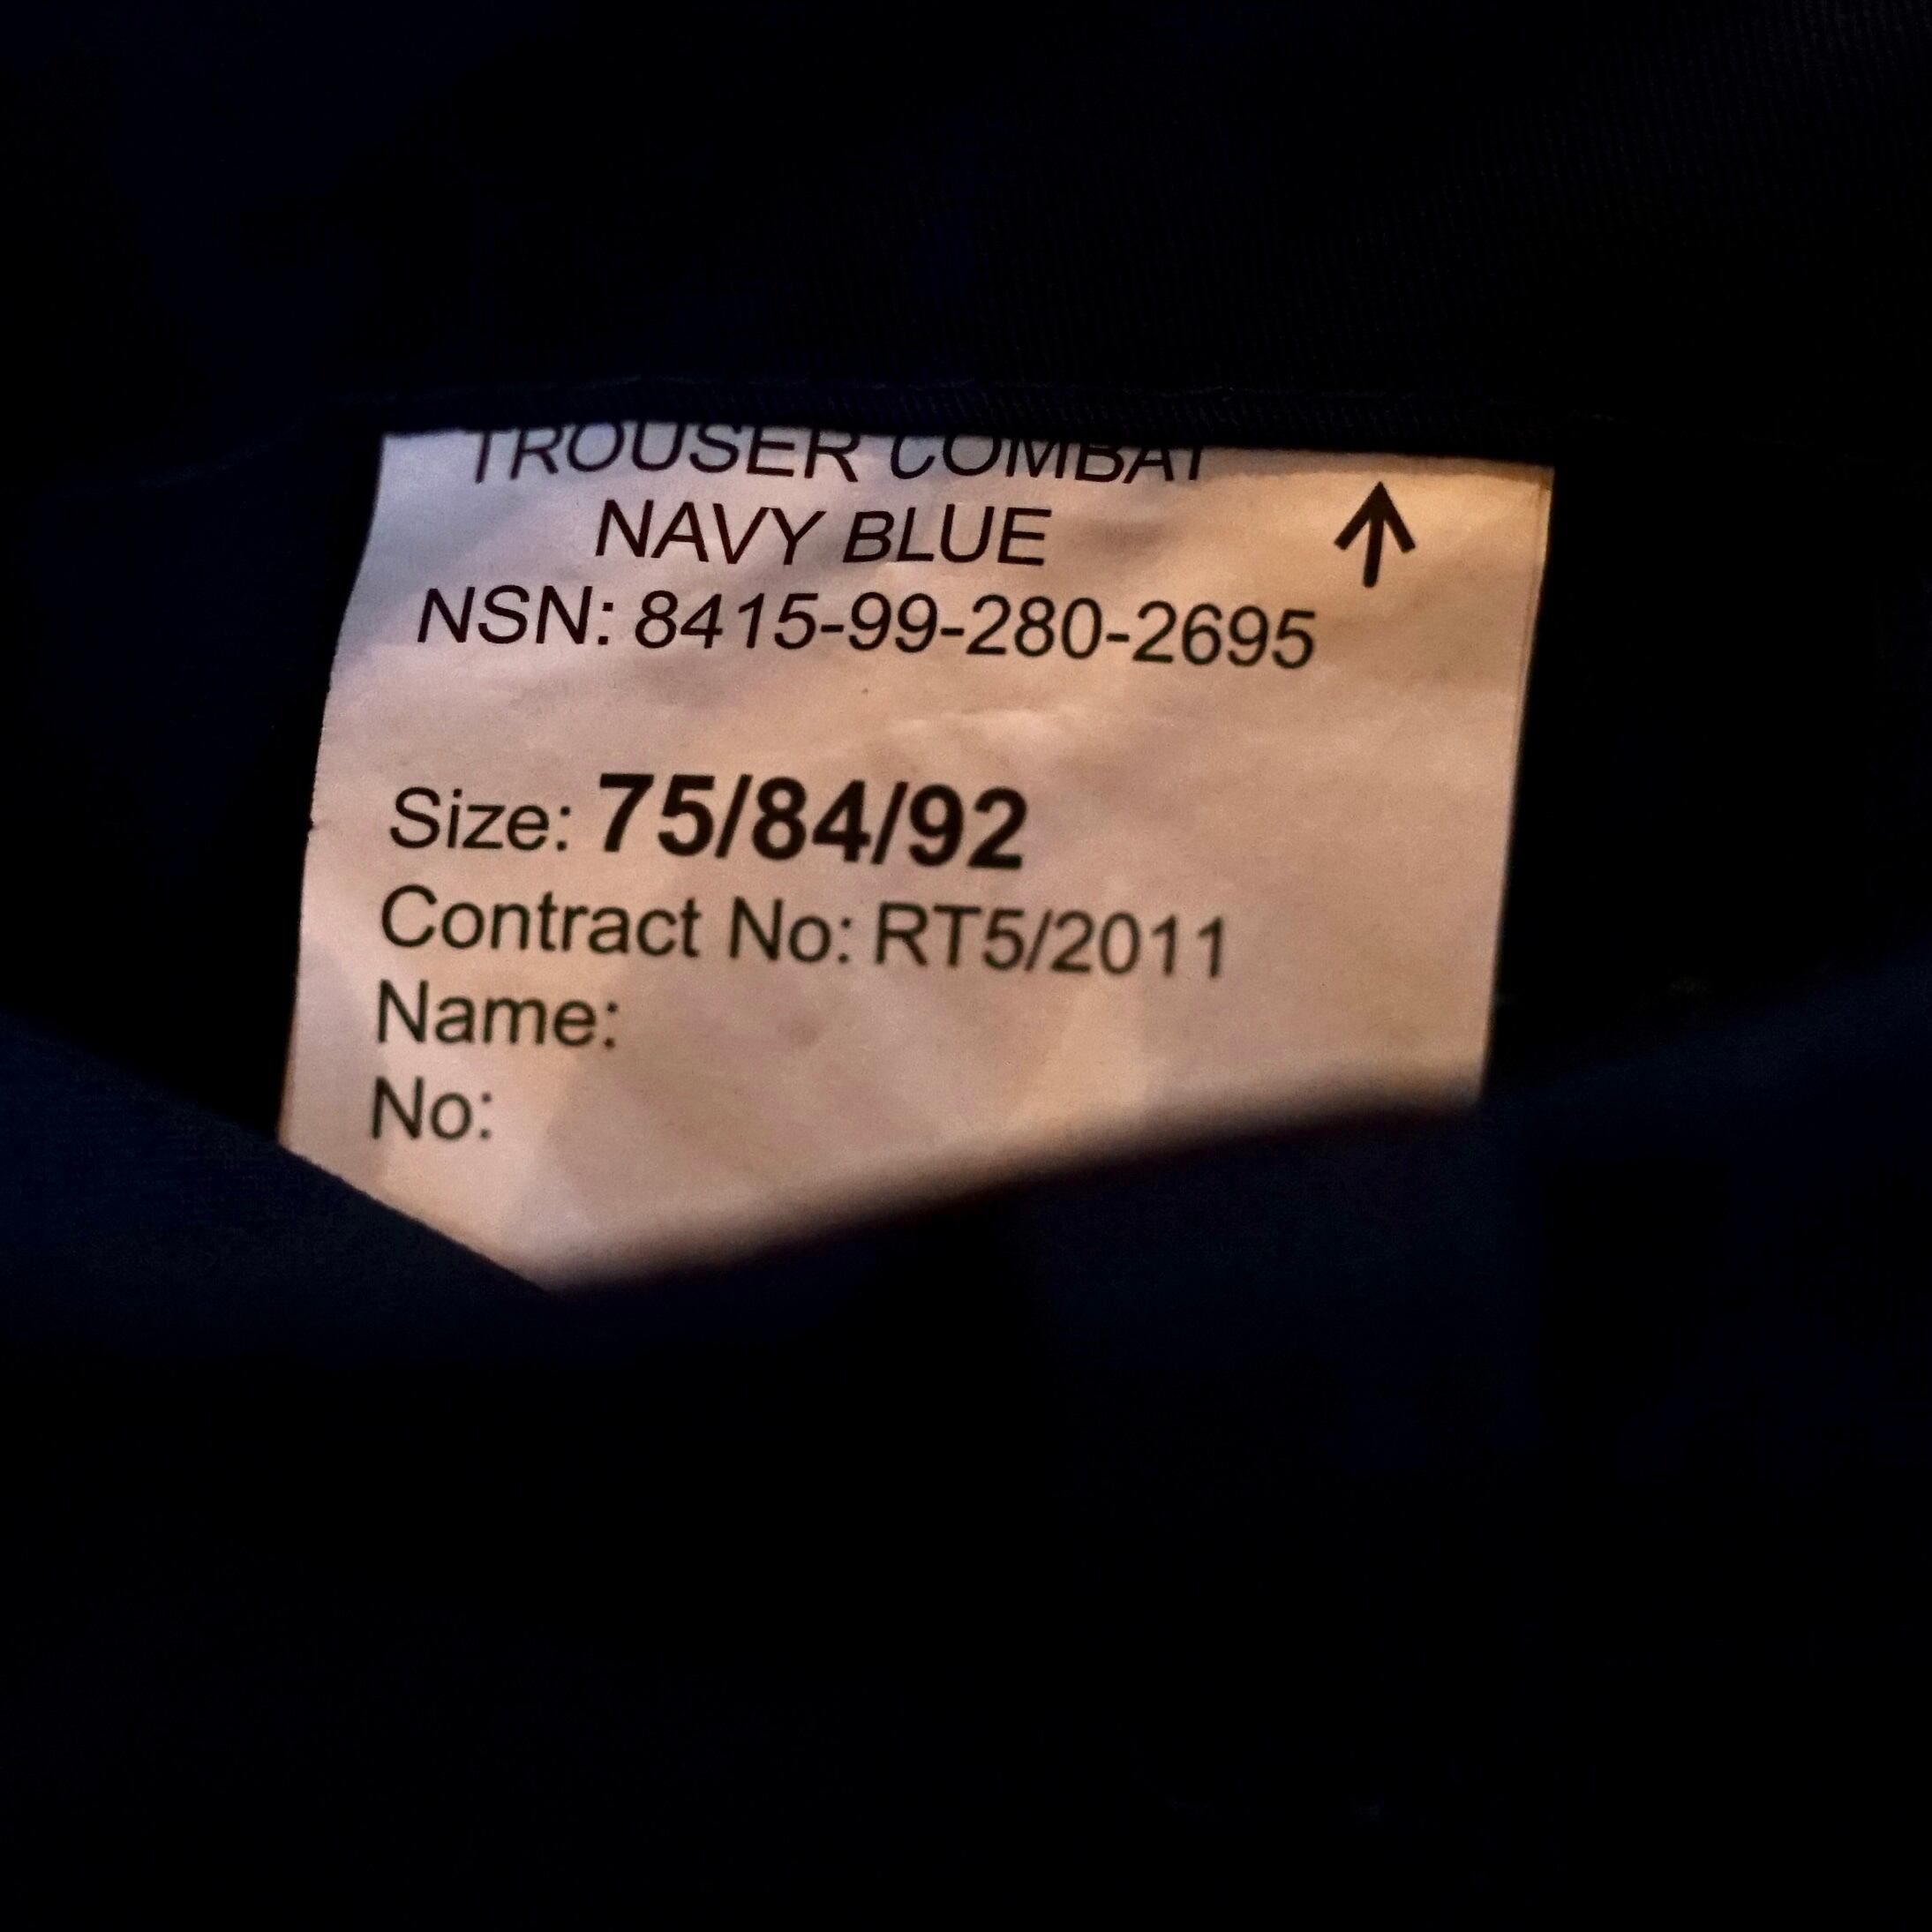 TROUSER COMBAT
NAVY BLUE
NSN: 8415-99-280-2695
Size: 75/84/92
Contract No: RT5/2011
Name:
No: